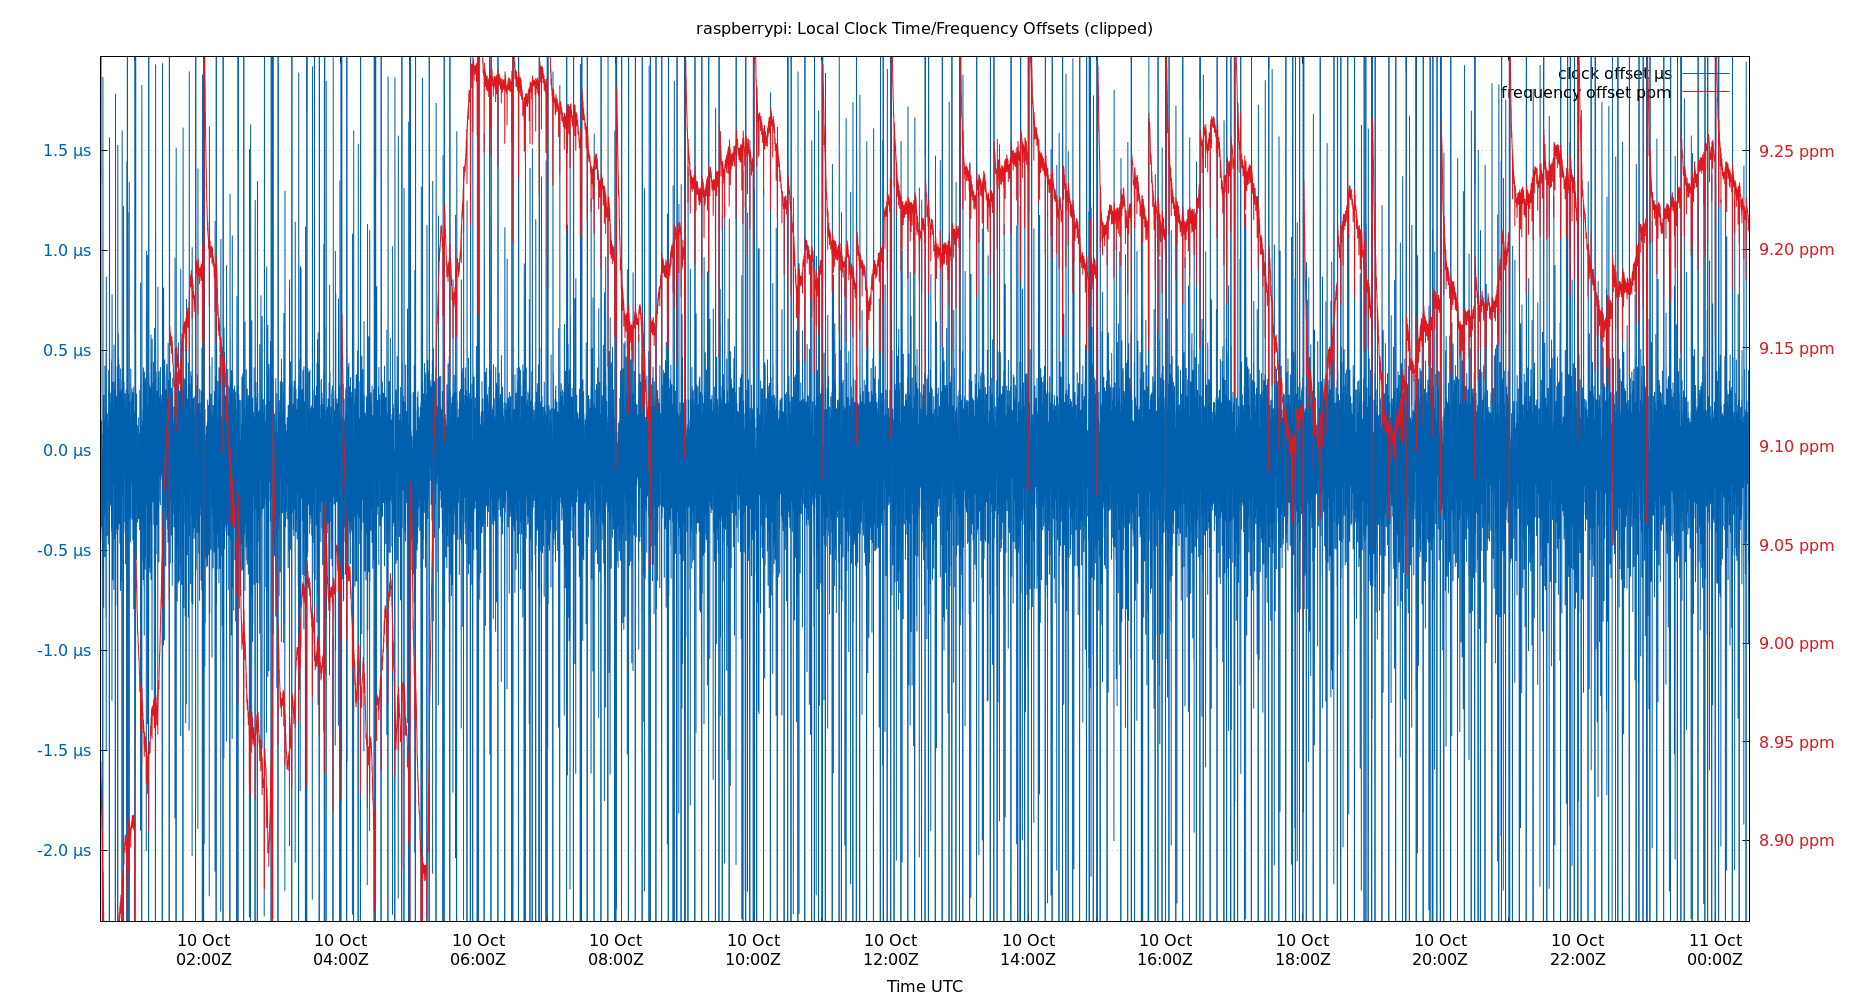 raspberrypi: Local Clock Time/Frequency Offsets (clipped)
clock offset µs
frequency offset ppm
1.5 µs
1.0 µs
0.5 µs
0.0 µs
-0.5 µs
-1.0 µs
-1.5 µs
-2.0 µs
9.25 ppm
9.20 ppm
9.15 ppm
9.10 ppm
9.05 ppm
9.00 ppm
8.95 ppm
8.90 ppm
10 Oct 10 Oct 10 Oct 10 Oct 10 Oct 10 Oct 10 Oct 10 Oct 10 Oct 10 Oct 10 Oct 11 Oct
02:00Z 04:00Z 06:00Z 08:00Z 10:00Z 12:00Z 14:00Z 16:00Z 18:00Z 20:00Z 22:00Z 00:00Z
Time UTC